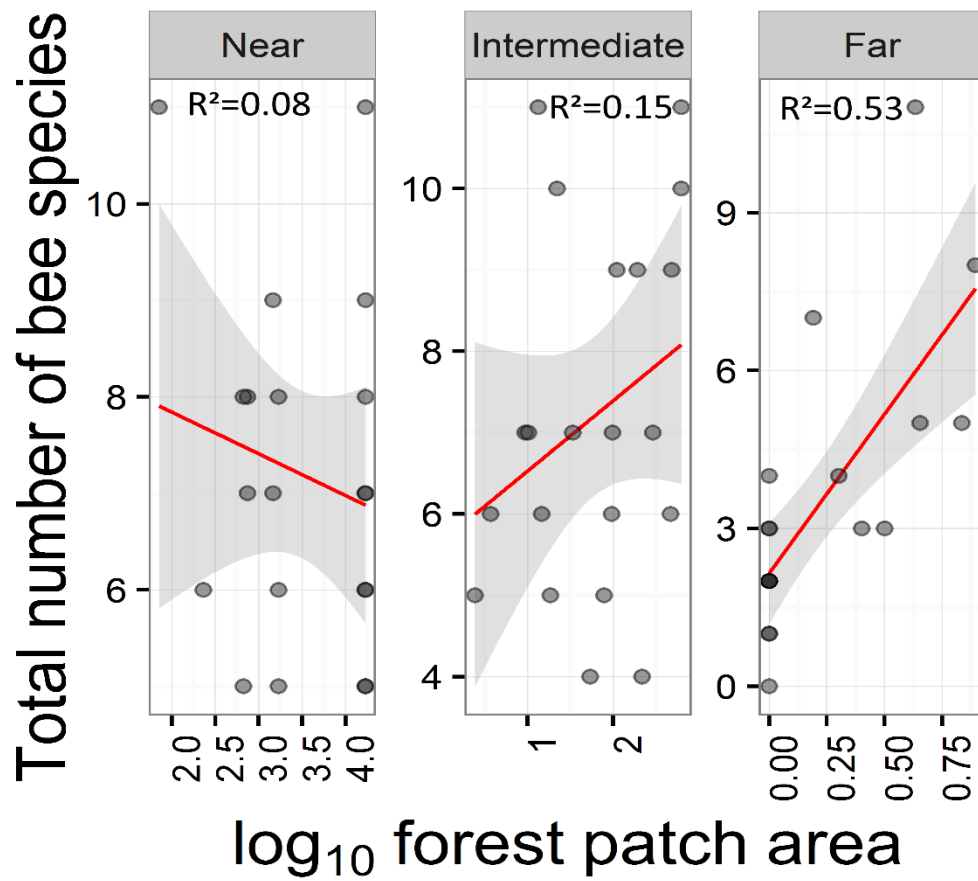 Total number of bee species
Near
R²=0.08
10
8
6
2.0
2.5
3.0
3.5
4.0
Intermediate
R²=0.15
10
8
6
4
1
2
Far
R²=0.53
9
6
3
0
0.00
0.25
0.50
0.75
log₁₀ forest patch area